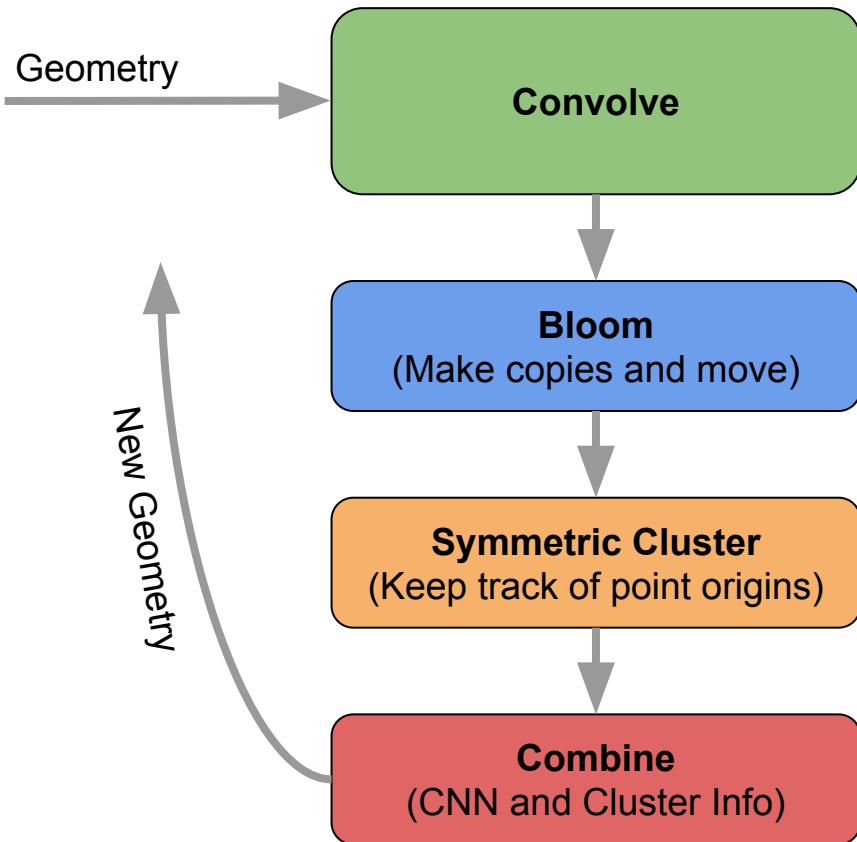 Geometry
Convolve
Bloom
(Make copies and move)
New Geometry
Symmetric Cluster
(Keep track of point origins)
Combine
(CNN and Cluster Info)